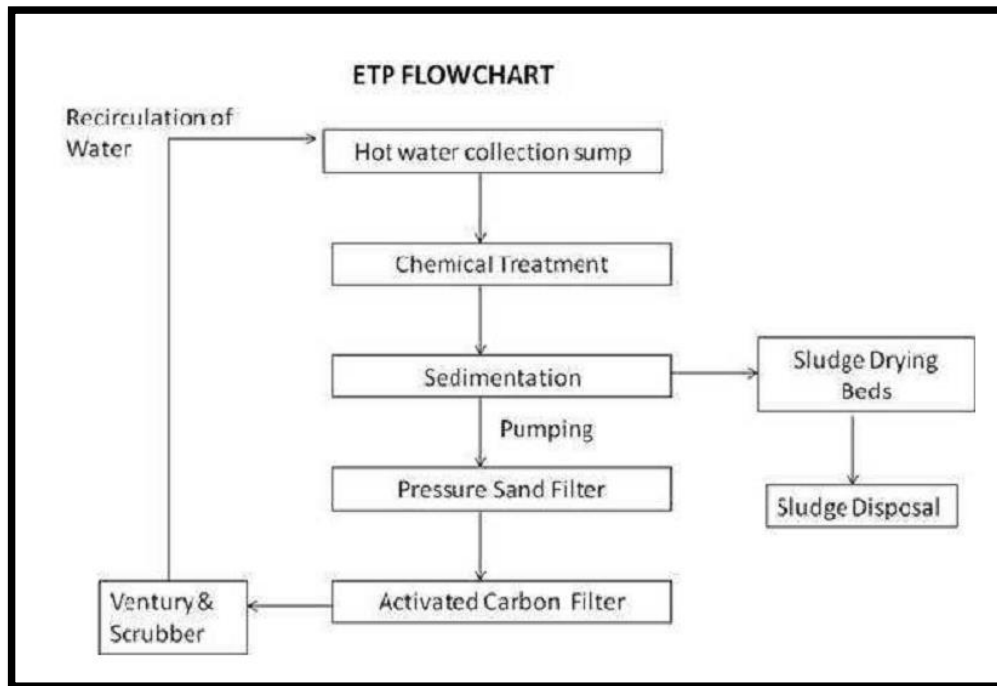 ETP FLOWCHART
Recirculation of
Water
Hot water collection sump
Chemical Treatment
Sedimentation
Sludge Drying
Beds
Pumping
Pressure Sand Filter
Sludge Disposal
Activated Carbon Filter
Ventury &
Scrubber